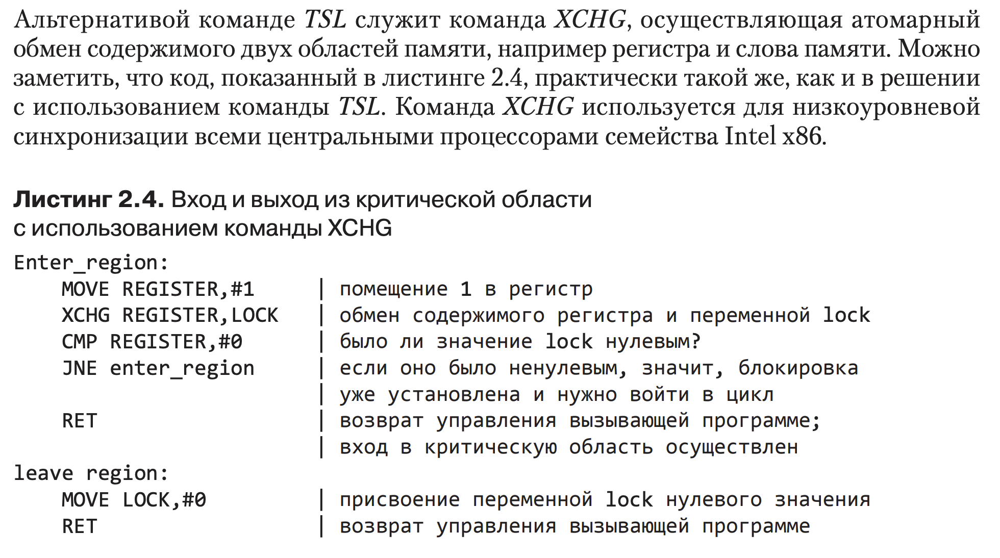 Альтернативой команде TSL служит команда XCHG, осуществляющая атомарный
обмен содержимого двух областей памяти, например регистра и слова памяти. Можно
заметить, что код, показанный в листинге 2.4, практически такой же, как и в решении
с использованием команды TSL. Команда XCHG используется для низкоуровневой
синхронизации всеми центральными процессорами семейства Intel x86.
Листинг 2.4. Вход и выход из критической области
с использованием команды XCHG
Enter_region:
MOVE REGISTER,#1 | помещение 1 в регистр
XCHG REGISTER,LOCK | обмен содержимого регистра и переменной lock
CMP REGISTER,#0 | было ли значение lock нулевым?
JNE enter_region | если оно было ненулевым, значит, блокировка
| уже установлена и нужно войти в цикл
RET | возврат управления вызывающей программе;
| вход в критическую область осуществлен
leave region:
MOVE LOCK,#0 | присвоение переменной lock нулевого значения
RET | возврат управления вызывающей программе